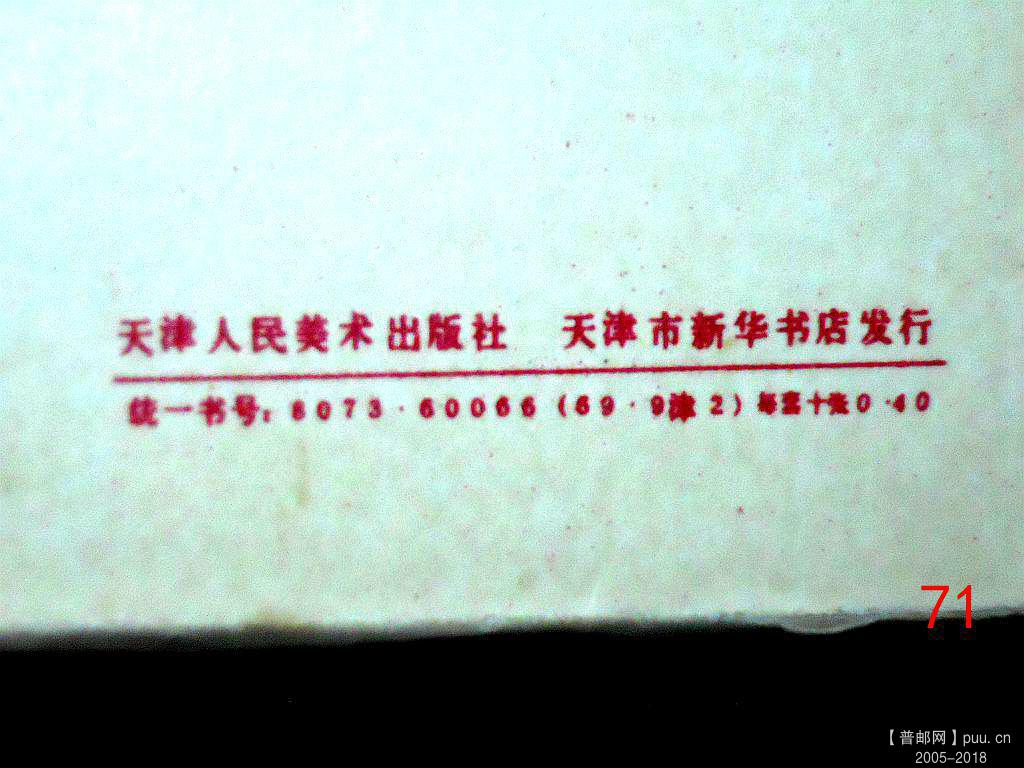 天津人民美术出版社 天津市新华书店发行
统一书号:8073·60066(69·9津2)每套十张0·40
71
【普邮网】puu.cn
2005-2018